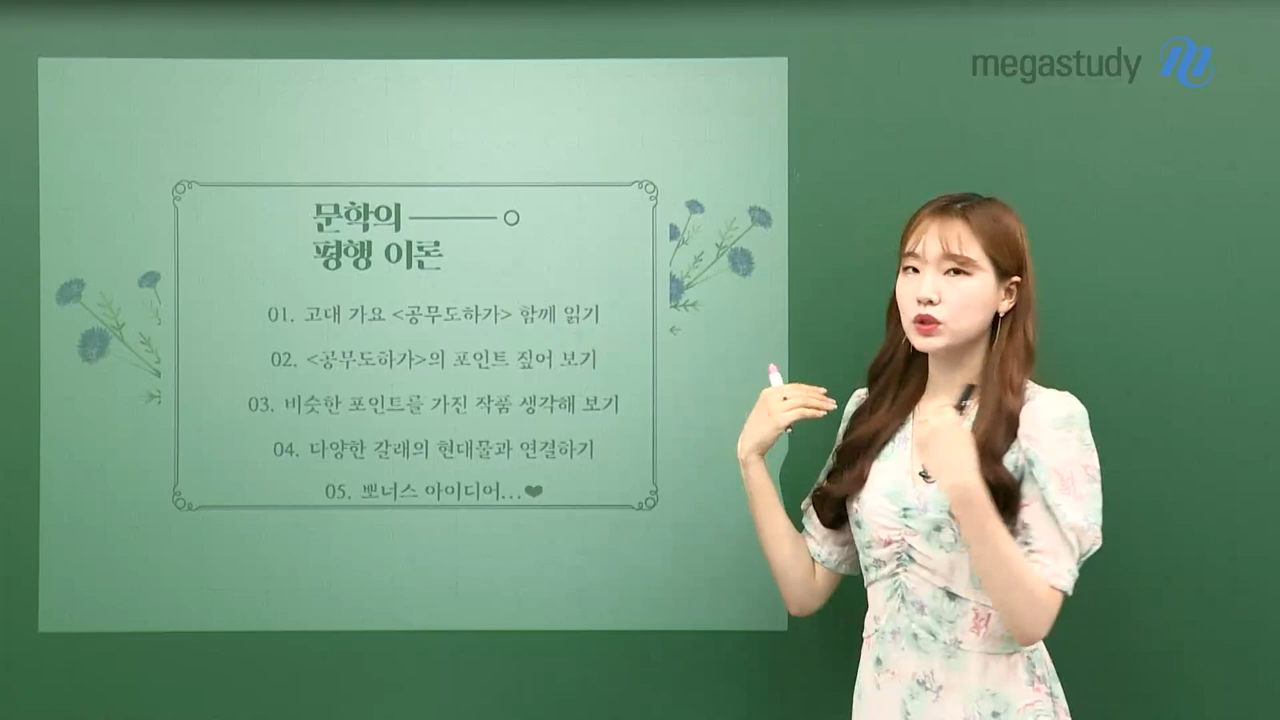 megastudy
문학의
평행 이론
01. 고대 가요 <공무도하가> 함께 읽기
02. <공무도하가>의 포인트 짚어 보기
03. 비슷한 포인트를 가진 작품 생각해 보기
04. 다양한 갈래의 현대물과 연결하기
05. 뽀너스 아이디어...❤